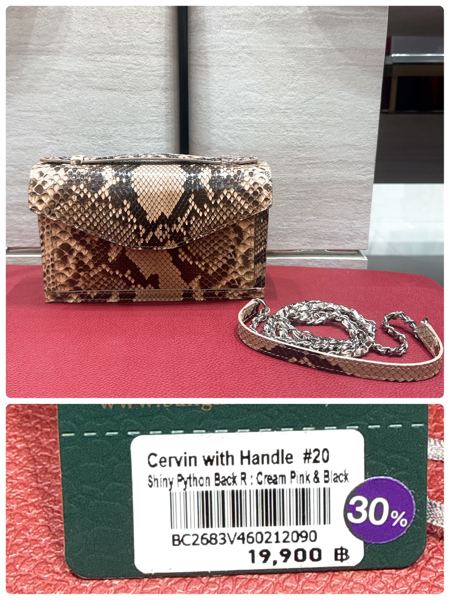 Cervin with Handle #20
Shiny Python Back R : Cream Pink & Black
BC2683V460212090
19,900 ฿
30%